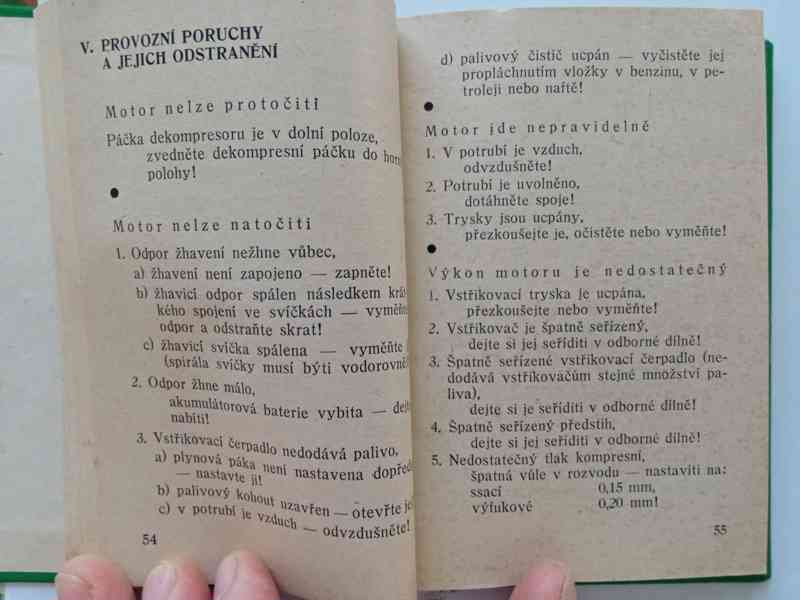 V. PROVOZNÍ PORUCHY
A JEJICH ODSTRANĚNÍ
Motor nelze protočiti
Páčka dekompresoru je v dolní poloze,
zvedněte dekompresní páčku do horn
polohy!
●
Motor nelze natočiti
1. Odpor žhavení nežhne vůbec,
a) žhavení není zapojeno — zapněte!
b) žhavicí odpor spálen následkem krát
kého spojení ve svíčkách — vyměňte
odpor a odstraňte skrat!
c) žhavicí svíčka spálena — vyměňte
(spirála svíčky musí býti vodorovně!
2. Odpor žhne málo,
akumulátorová baterie vybita — dejte
nabíti!
3. Vstřikovací čerpadlo nedodává palivo,
a) plynová páka není nastavena dopřed
— nastavte ji!
b) palivový kohout uzavřen — otevřte jej
c) v potrubí je vzduch — odvzdušněte!
54
d) palivový čistič ucpán — vyčistěte jej
propláchnutím vložky v benzinu, v pe-
troleji nebo naftě!
●
Motor jde nepravidelně
1. V potrubí je vzduch,
odvzdušněte!
2. Potrubí je uvolněno,
dotáhněte spoje!
3. Trysky jsou ucpány,
přezkoušejte je, očistěte nebo vyměňte!
●
Výkon motoru je nedostatečný
1. Vstřikovací tryska je ucpána,
přezkoušejte nebo vyměňte!
2. Vstřikovač je špatně seřízený,
dejte si jej seříditi v odborné dílně!
3. Špatně seřízené vstřikovací čerpadlo (ne-
dodává vstřikovačům stejné množství pa-
liva),
dejte si je seříditi v odborné dílně!
4. Špatně seřízený předstih,
dejte si jej seříditi v odborné dílně!
5. Nedostatečný tlak kompresní,
špatná vůle v rozvodu — nastaviti na:
ssací 0,15 mm,
výfukové 0,20 mm!
55